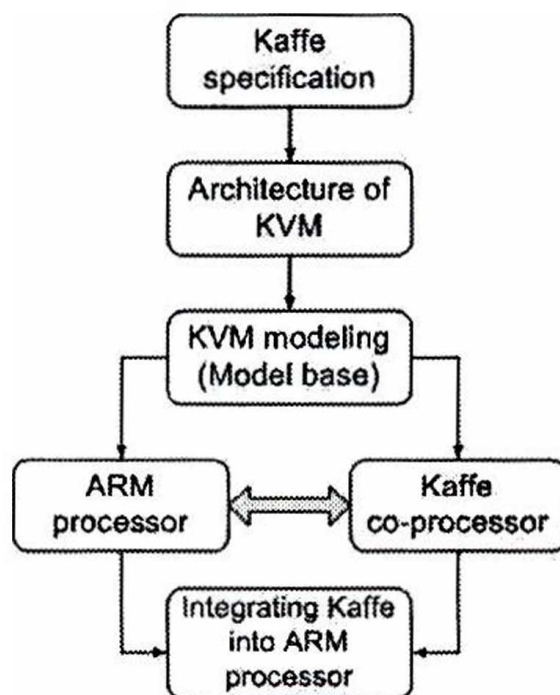 Kaffe
specification
Architecture of
KVM
KVM modeling
(Model base)
ARM
processor
Kaffe
co-processor
Integrating Kaffe
into ARM
processor